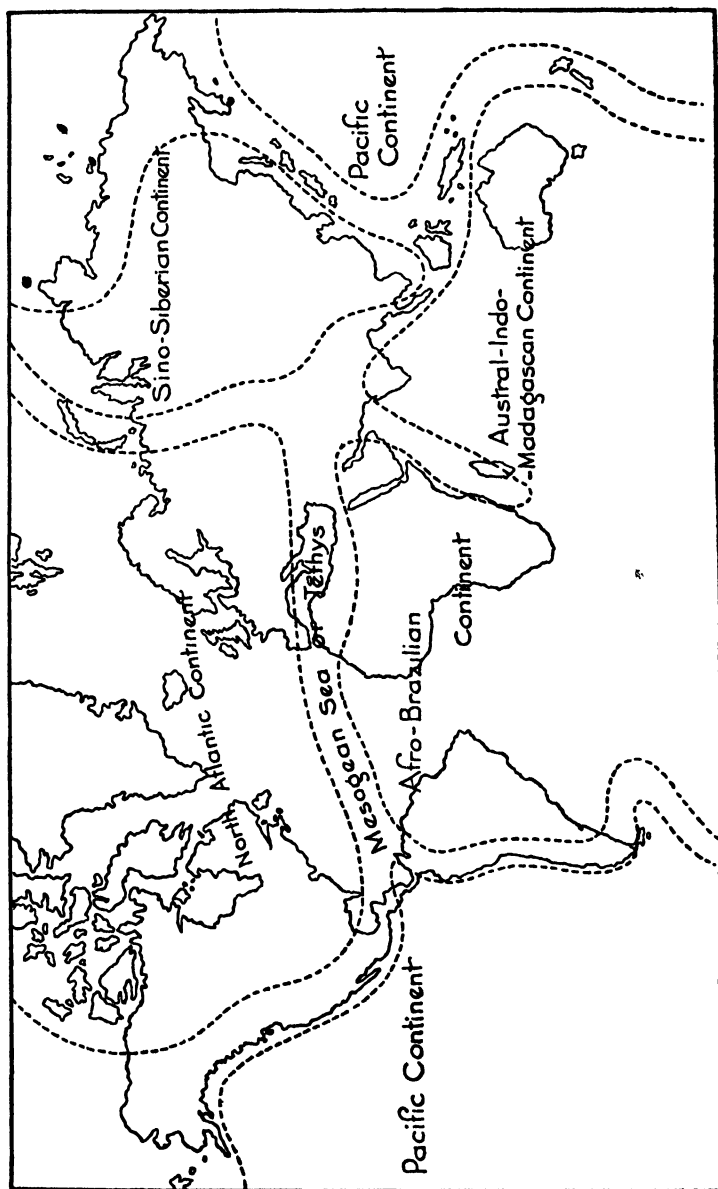 North Atlantic Continent
Sino-Siberian Continent
Pacific
Continent
Mesogean Sea or Tethys
Pacific Continent
Afro-Brazilian
Continent
Austral-Indo-
-Madagascan Continent